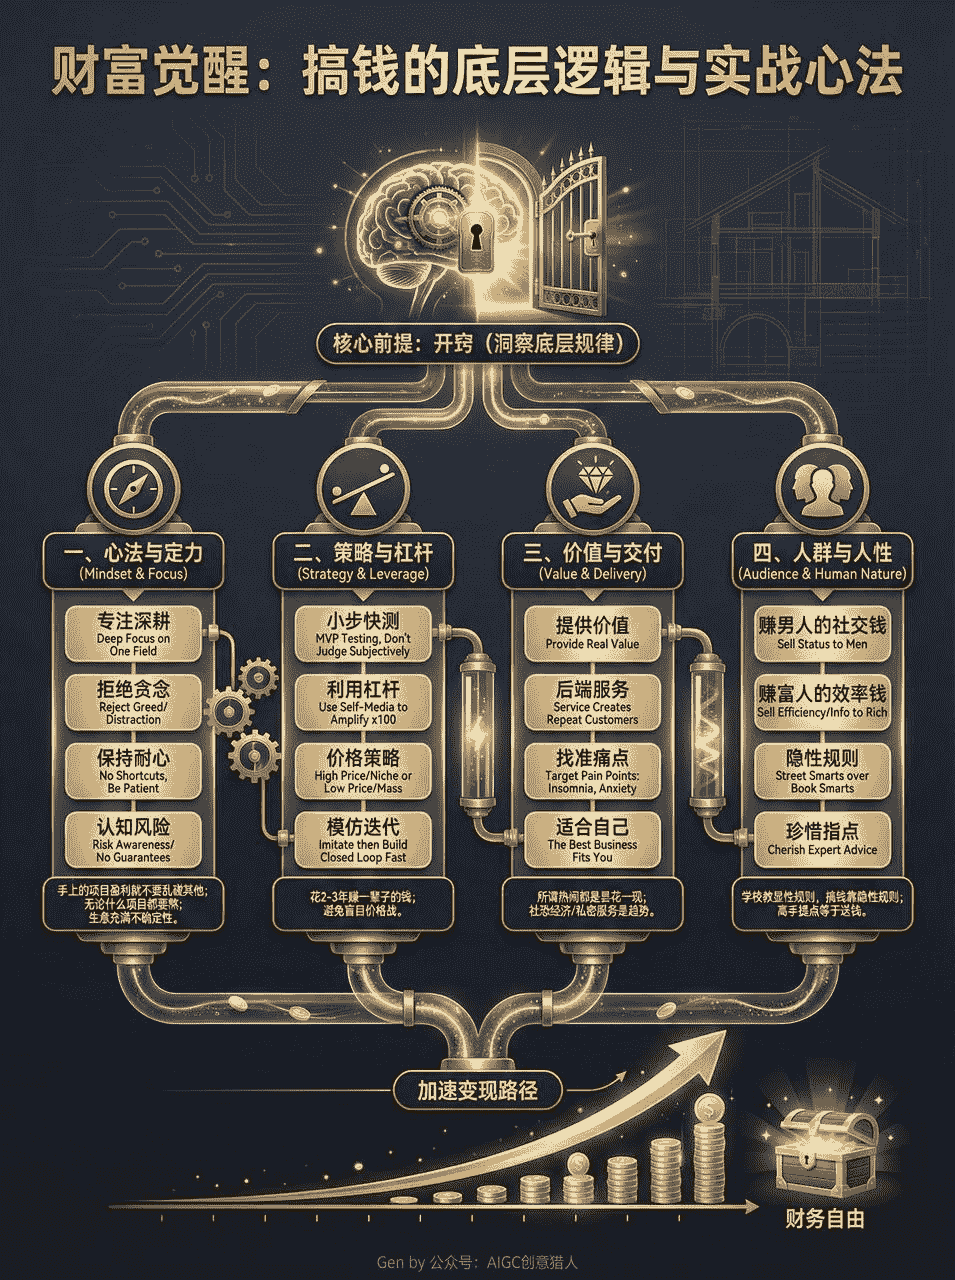 财富觉醒：搞钱的底层逻辑与实战心法
核心前提：开窍（洞察底层规律）
一、心法与定力
(Mindset & Focus)
专注深耕
Deep Focus on
One Field
拒绝贪念
Reject Greed/
Distraction
保持耐心
No Shortcuts,
Be Patient
认知风险
Risk Awareness/
No Guarantees
手上的项目盈利就不要乱碰其他；
无论什么项目都要熬；
生意充满不确定性。
二、策略与杠杆
(Strategy & Leverage)
小步快测
MVP Testing, Don't
Judge Subjectively
利用杠杆
Use Self-Media to
Amplify x100
价格策略
High Price/Niche or
Low Price/Mass
模仿迭代
Imitate then Build
Closed Loop Fast
花2-3年赚一辈子的钱；
避免盲目价格战。
三、价值与交付
(Value & Delivery)
提供价值
Provide Real Value
后端服务
Service Creates
Repeat Customers
找准痛点
Target Pain Points:
Insomnia, Anxiety
适合自己
The Best Business
Fits You
所谓热闹都是昙花一现；
社恐经济/私密服务是趋势。
四、人群与人性
(Audience & Human Nature)
赚男人的社交钱
Sell Status to Men
赚富人的效率钱
Sell Efficiency/Info to Rich
隐性规则
Street Smarts over
Book Smarts
珍惜指点
Cherish Expert Advice
学校教显性规则，搞钱靠隐性规则；
高手提点等于送钱。
加速变现路径
财务自由
Gen by 公众号：AIGC创意猎人